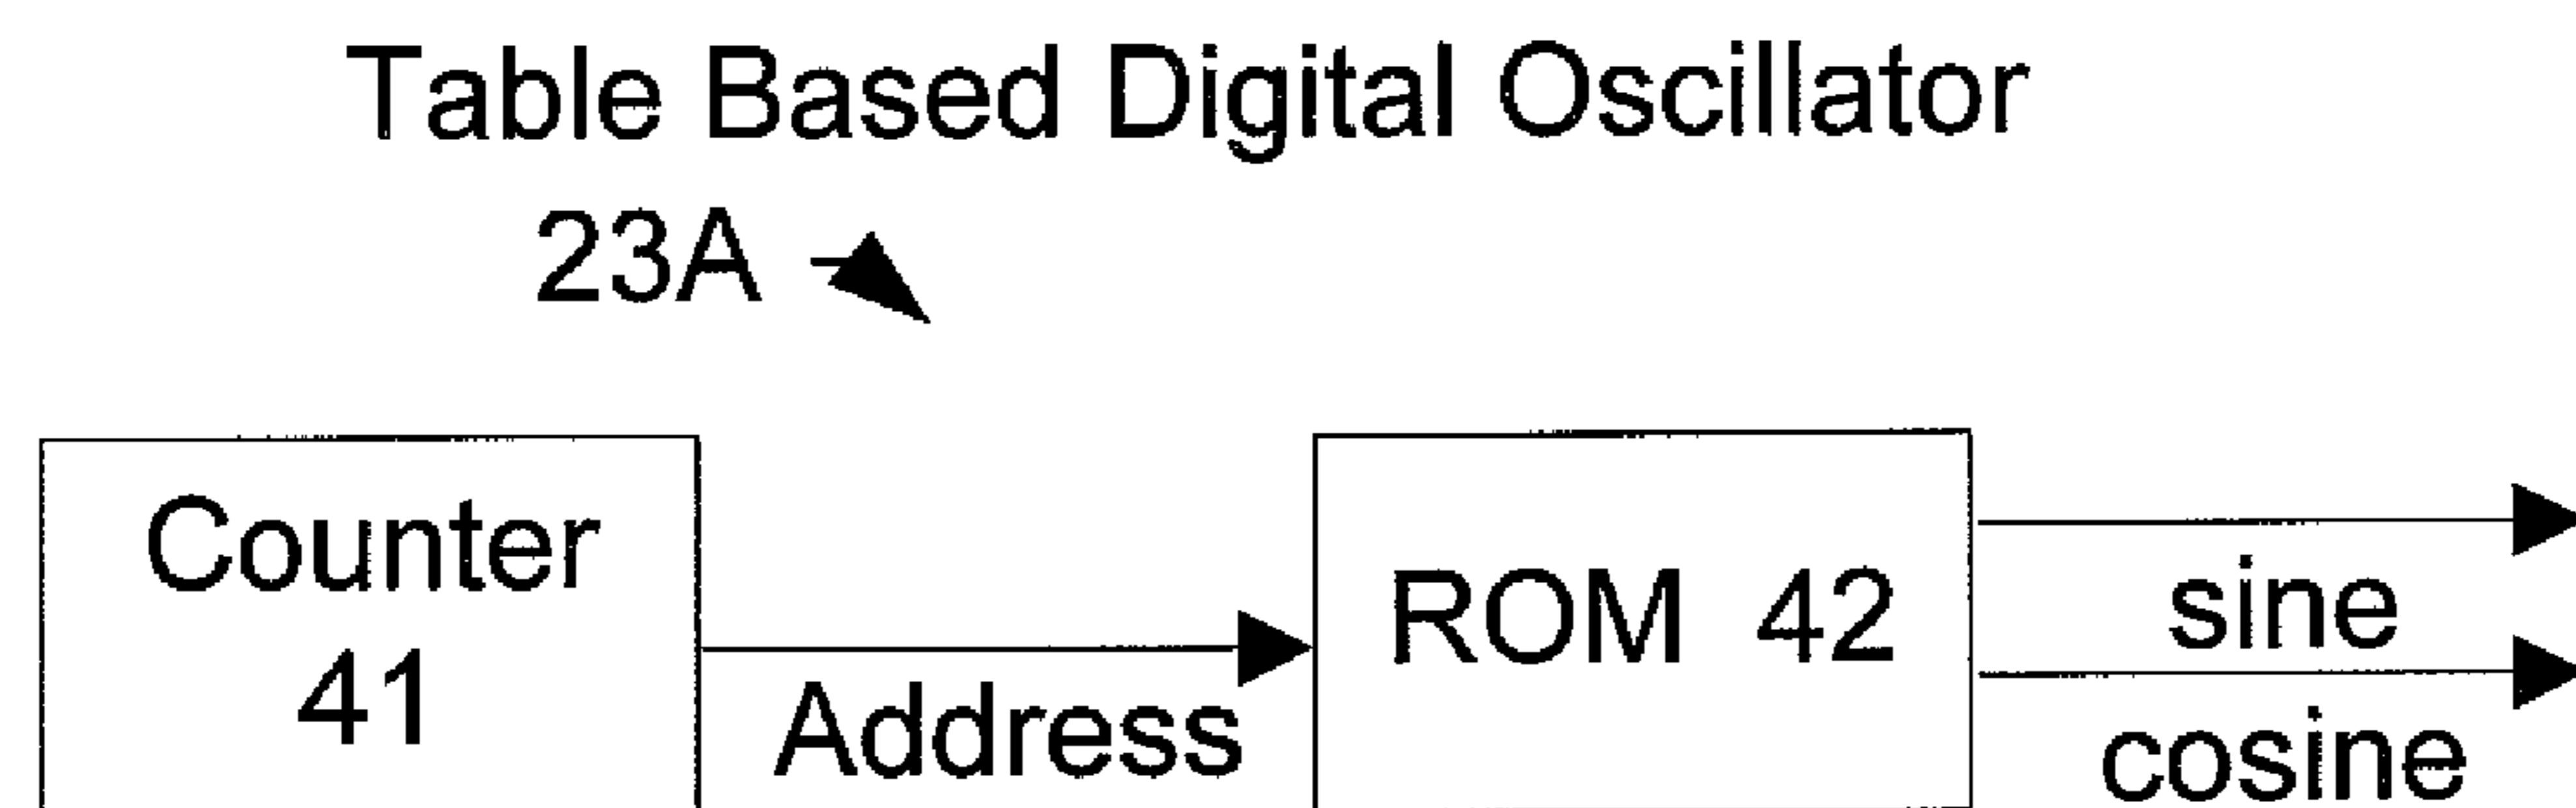 Table Based Digital Oscillator
23A
Counter
41
Address
ROM 42
sine
cosine